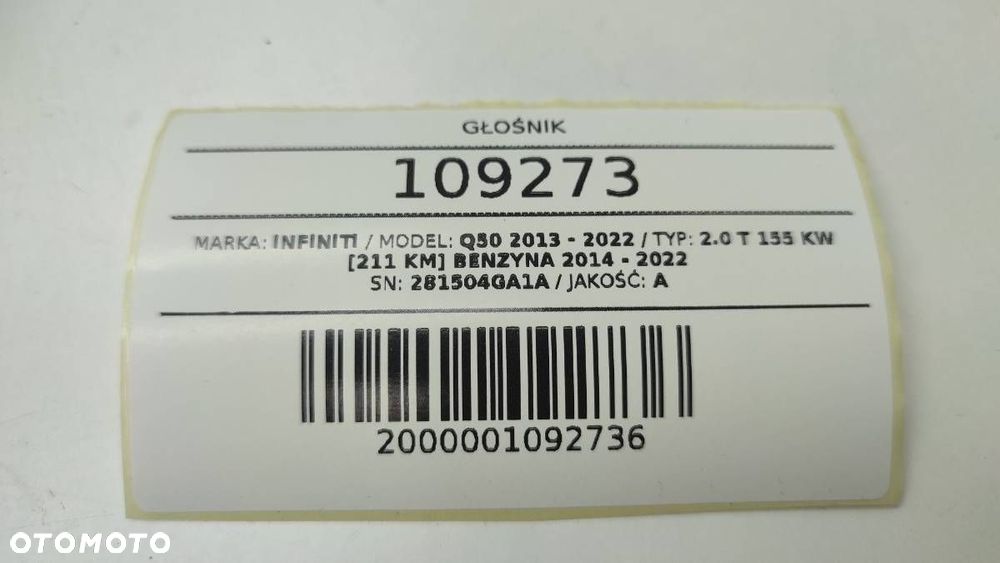 GŁOŚNIK
109273
MARKA: INFINITI / MODEL: Q50 2013 - 2022 / TYP: 2.0 T 155 KW
[211 KM] BENZYNA 2014 - 2022
SN: 281504GA1A / JAKOŚĆ: A
2000001092736
OTOMOTO